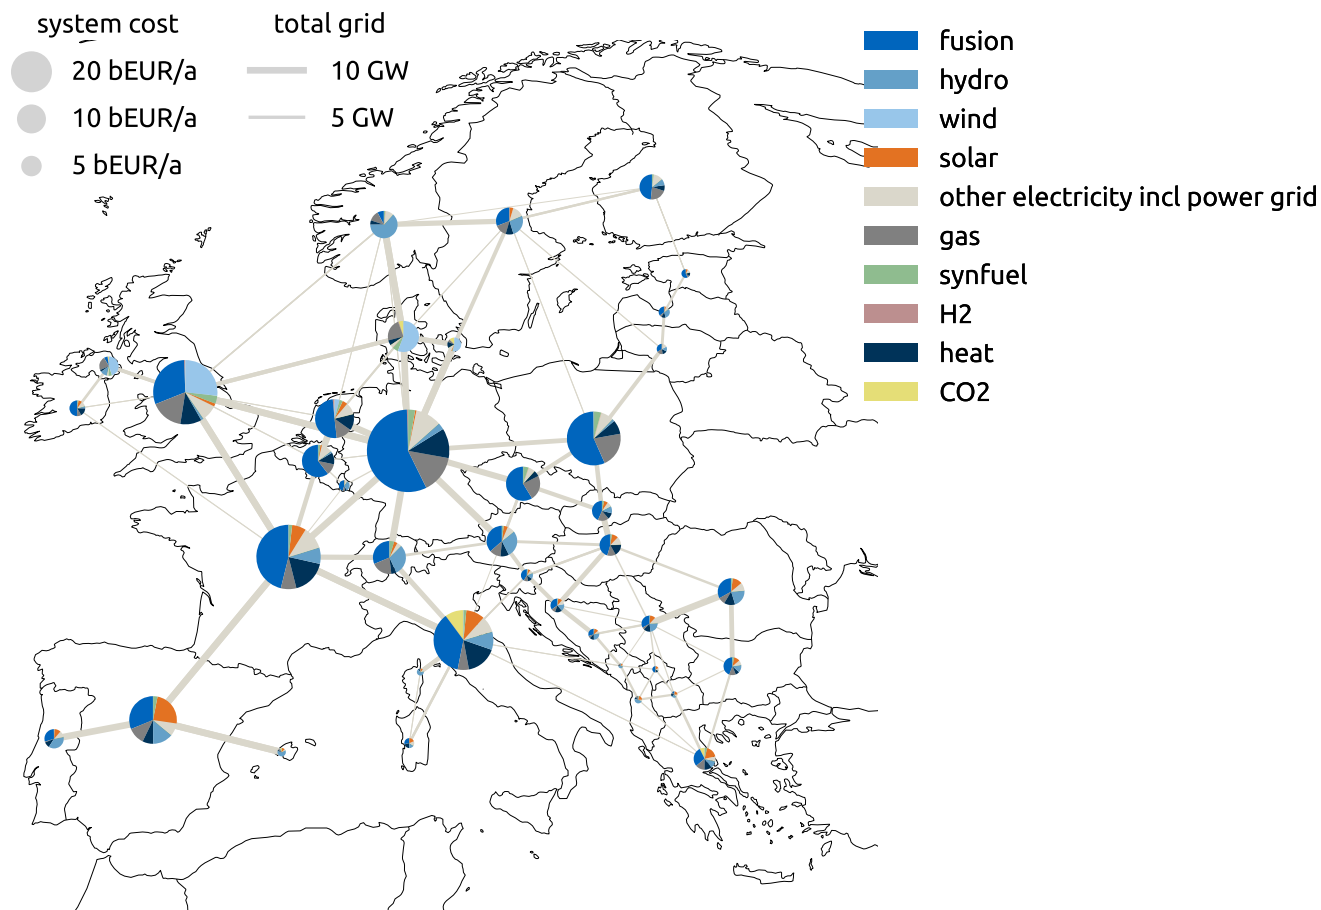 system cost
20 bEUR/a
10 bEUR/a
5 bEUR/a
total grid
10 GW
5 GW
fusion
hydro
wind
solar
other electricity incl power grid
gas
synfuel
H2
heat
CO2